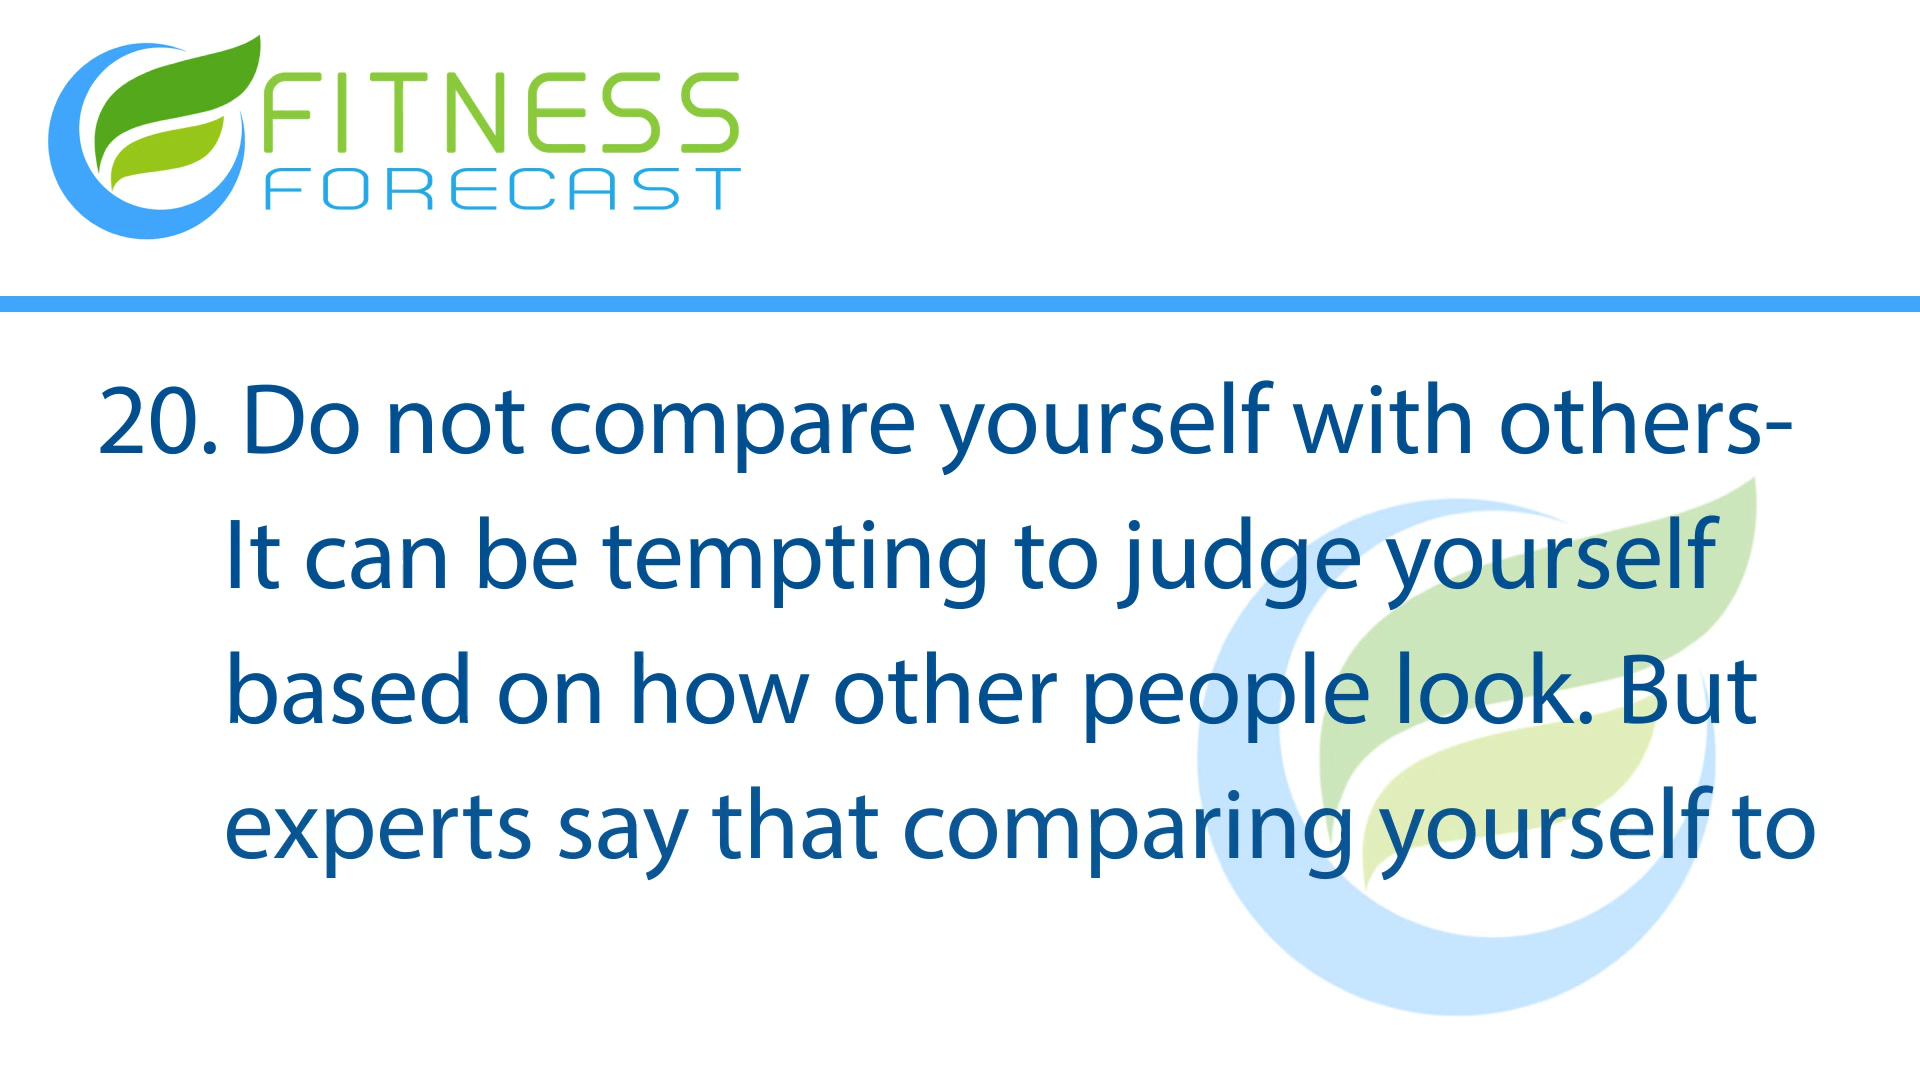 FITNESS
FORECAST
20. Do not compare yourself with others-
It can be tempting to judge yourself
based on how other people look. But
experts say that comparing yourself to